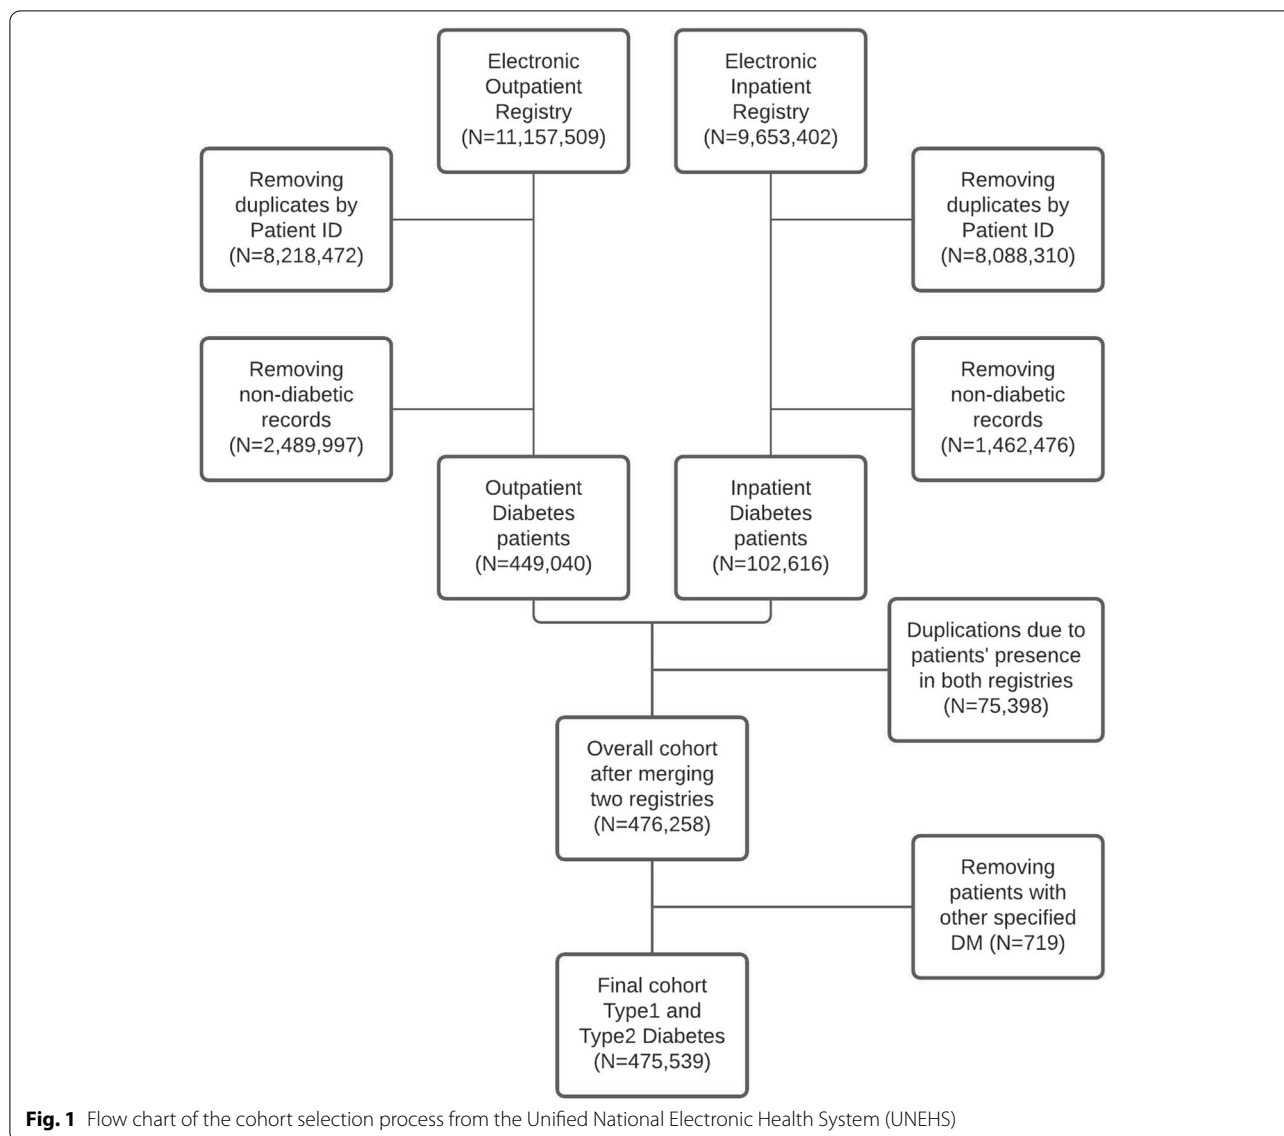 Electronic
Outpatient
Registry
(N=11,157,509)
Electronic
Inpatient
Registry
(N=9,653,402)
Removing
duplicates by
Patient ID
(N=8,218,472)
Removing
duplicates by
Patient ID
(N=8,088,310)
Removing
non-diabetic
records
(N=2,489,997)
Removing
non-diabetic
records
(N=1,462,476)
Outpatient
Diabetes
patients
(N=449,040)
Inpatient
Diabetes
patients
(N=102,616)
Duplications due to
patients' presence
in both registries
(N=75,398)
Overall cohort
after merging
two registries
(N=476,258)
Removing
patients with
other specified
DM (N=719)
Final cohort
Type1 and
Type2 Diabetes
(N=475,539)
Fig. 1 Flow chart of the cohort selection process from the Unified National Electronic Health System (UNEHS)